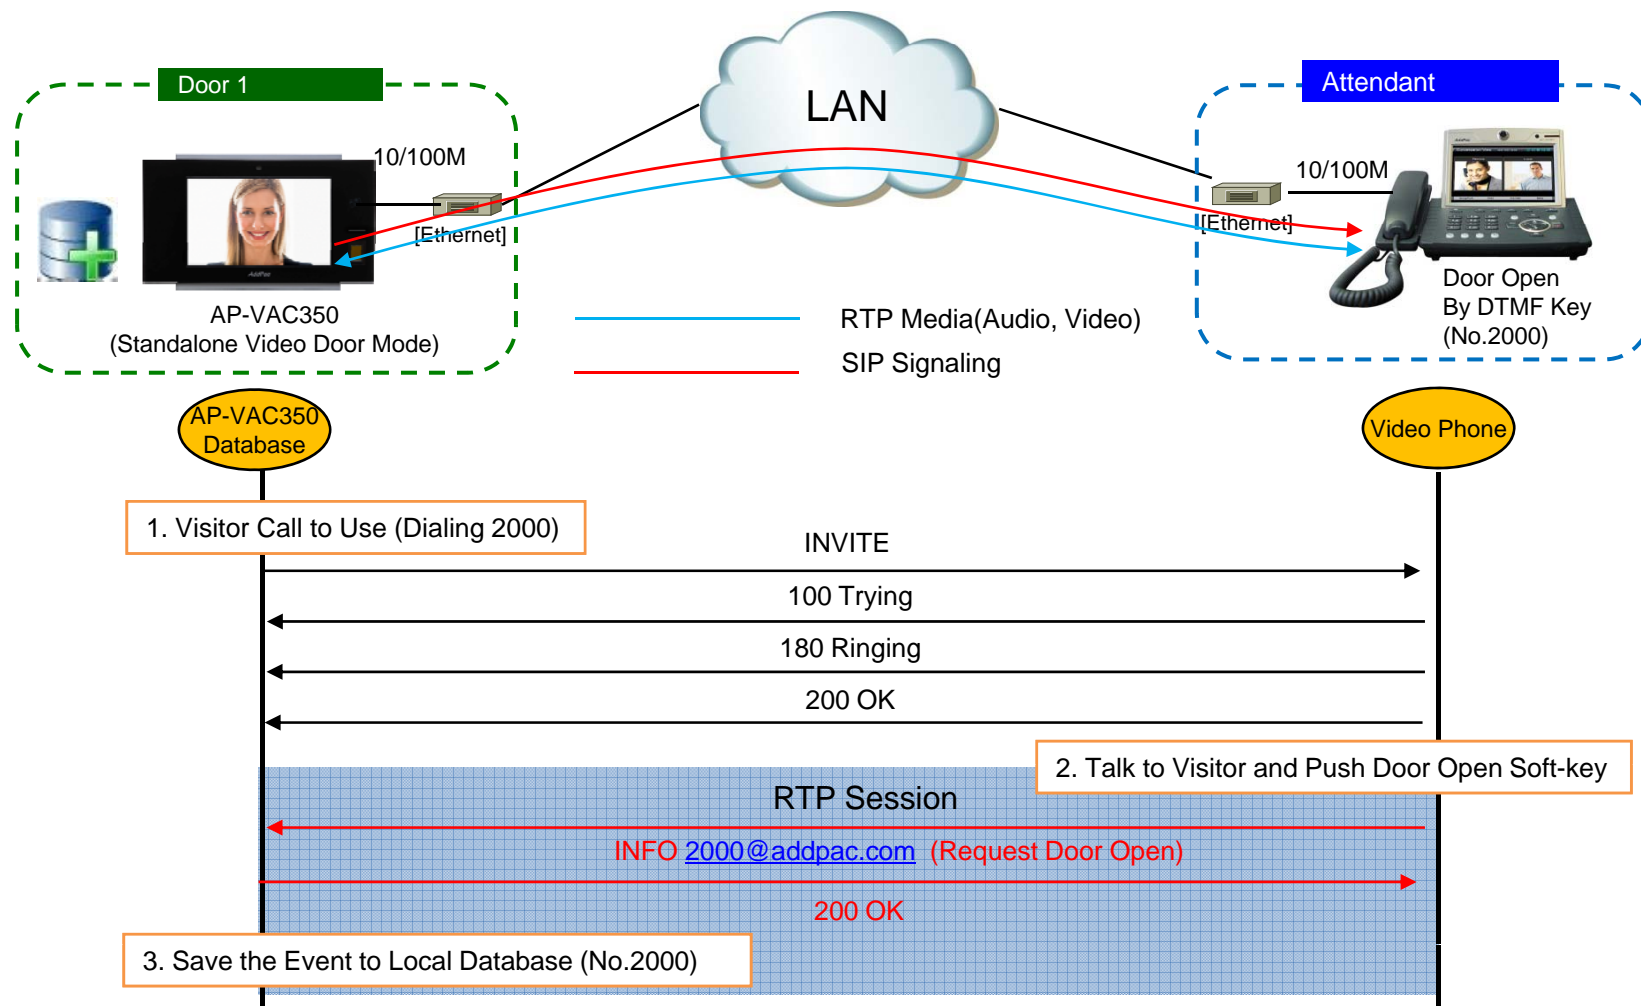 Door 1
LAN
Attendant
10/100M
10/100M
[Ethernet]
[Ethernet]
AddPac
AP-VAC350
(Standalone Video Door Mode)
Door Open
By DTMF Key
(No.2000)
RTP Media(Audio, Video)
SIP Signaling
AP-VAC350
Database
Video Phone
1. Visitor Call to Use (Dialing 2000)
INVITE
100 Trying
180 Ringing
200 OK
2. Talk to Visitor and Push Door Open Soft-key
RTP Session
INFO 2000@addpac.com (Request Door Open)
200 OK
3. Save the Event to Local Database (No.2000)